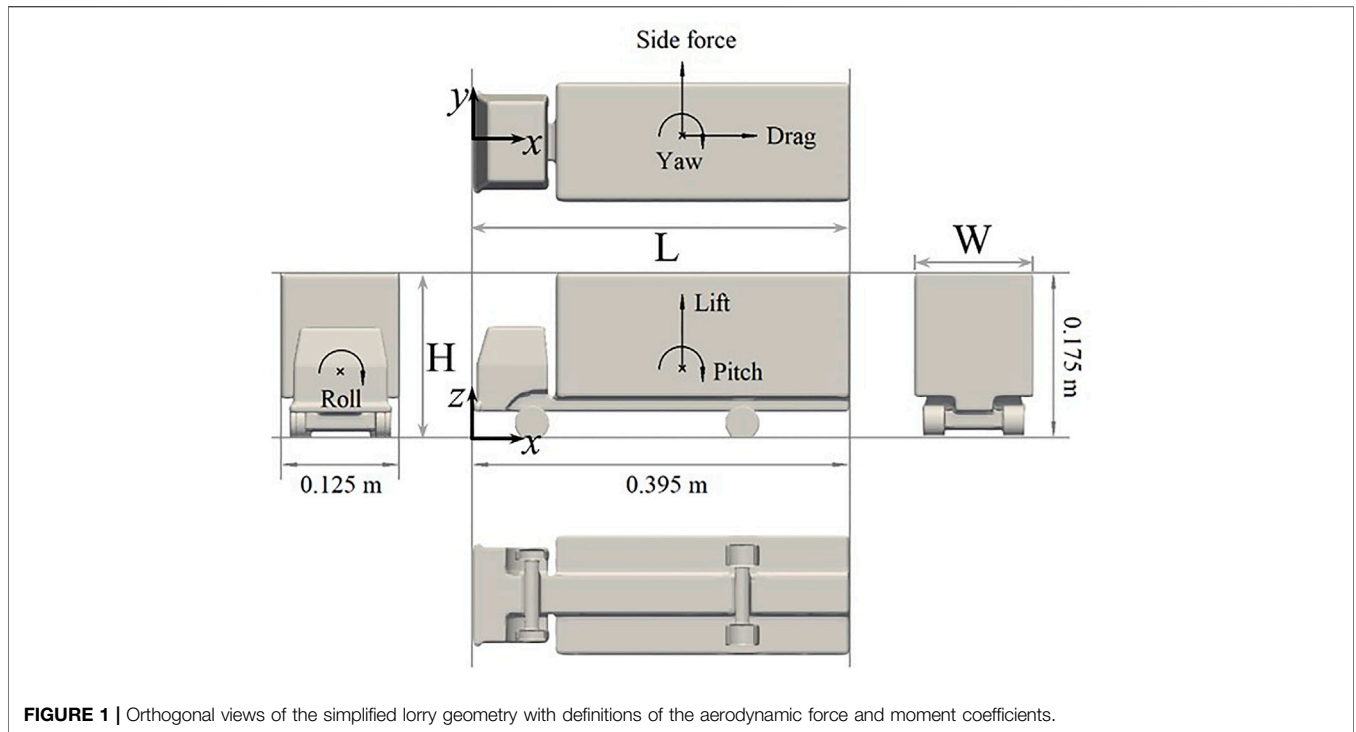 Side force
y
x
Drag
Yaw
L
W
Lift
H
Pitch
Roll
z
x
0.175 m
0.125 m
0.395 m
FIGURE 1 | Orthogonal views of the simplified lorry geometry with definitions of the aerodynamic force and moment coefficients.